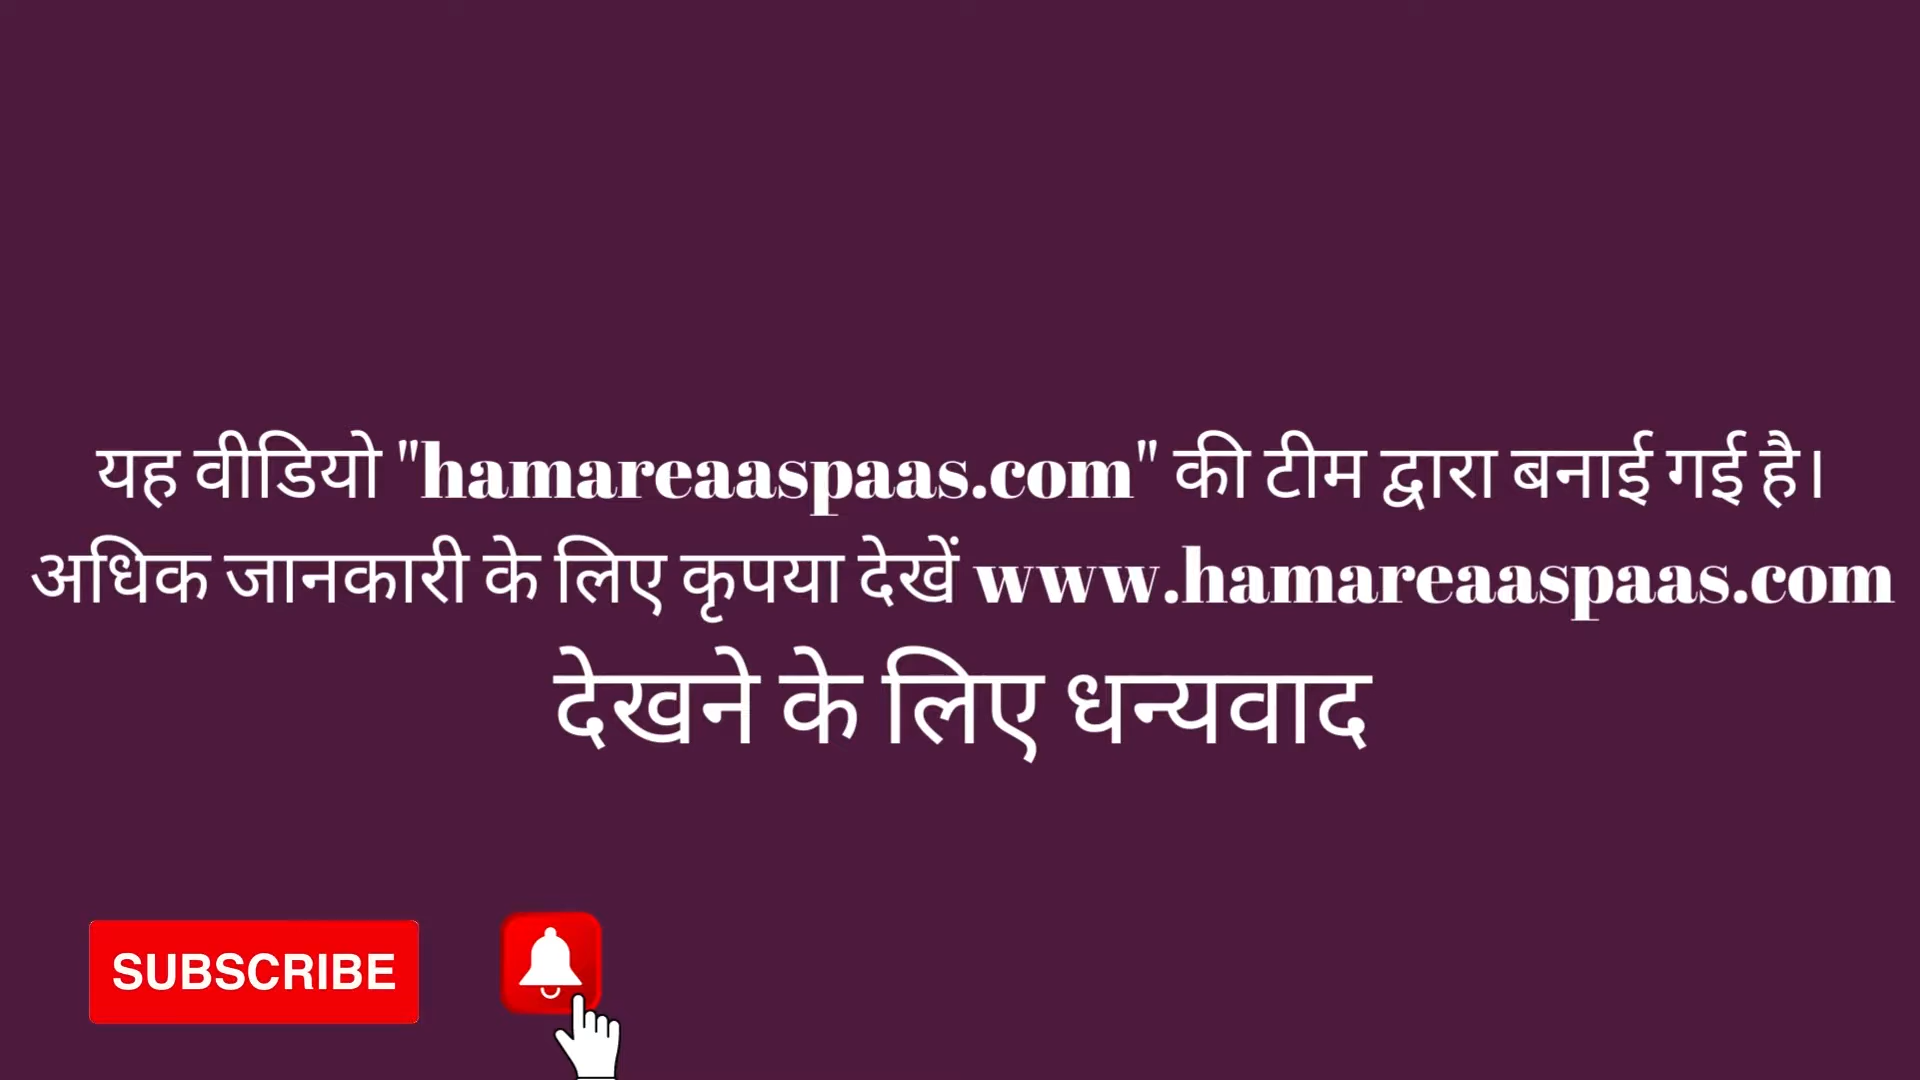 यह वीडियो "hamareaaspaas.com" की टीम द्वारा बनाई गई है।
अधिक जानकारी के लिए कृपया देखें www.hamareaaspaas.com
देखने के लिए धन्यवाद
SUBSCRIBE